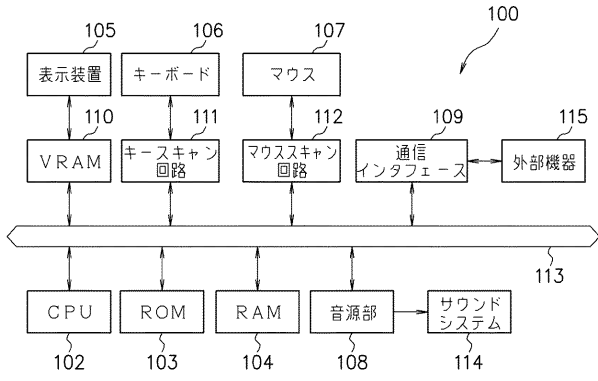 100
105
106
107
表示装置
キーボード
マウス
110
111
112
109
115
VRAM
キースキャン
回路
マウススキャン
回路
通信
インタフェース
外部機器
113
CPU
ROM
RAM
音源部
サウンド
システム
102
103
104
108
114